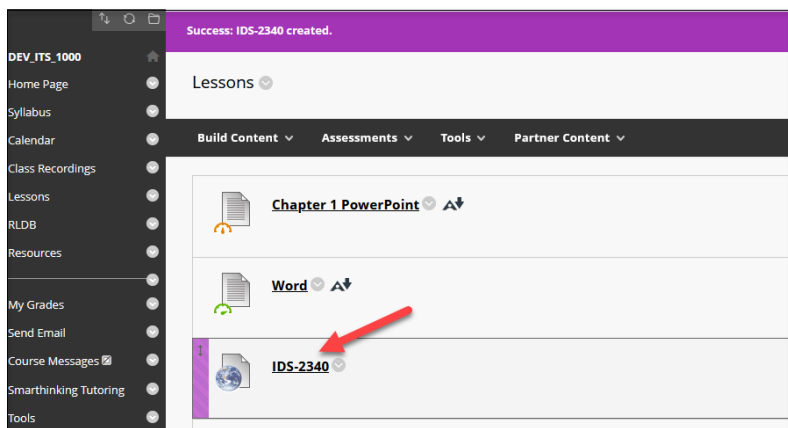 Success: IDS-2340 created.
DEV_ITS_1000
Home Page
Syllabus
Calendar
Class Recordings
Lessons
RLDB
Resources
My Grades
Send Email
Course Messages
Smarthinking Tutoring
Tools
Lessons
Build Content Assessments Tools Partner Content
Chapter 1 PowerPoint A
Word A
IDS-2340